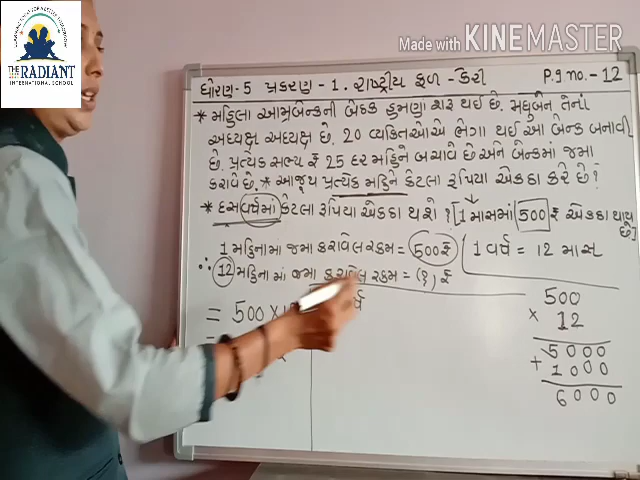 THE RADIANT
INTERNATIONAL SCHOOL
Made with KINEMASTER
ધોરણ-5 પ્રકરણ-1. રાષ્ટ્રીય ફળ-કેરી P.g no.-12
* મહિલા આમ્રબેન્કની બેઠક હમણાં શરૂ થઈ છે. મધુબેન તેનાં
અધ્યક્ષ અધ્યક્ષ છે. 20 વ્યક્તિઓએ ભેગા થઈ આ બેન્ક બનાવી
છે. પ્રત્યેક સભ્ય ₹ 25 દર મહિને બચાવે છે અને બેન્કમાં જમા
કરાવે છે. * આજૂથ પ્રત્યેક મહિને કેટલા રૂપિયા એકઠા કરે છે?
* દસ વર્ષમાં કેટલા રૂપિયા એકઠા થશે? [1 માસમાં 500 ₹ એકઠા થાય છે]
1 મહિનામાં જમા કરાવેલ રકમ = 500₹ 1 વર્ષ = 12 માસ
∴ 12 મહિના માં જમા કરાવેલ રકમ = (?) ₹
= 500 ×
500
× 12
5000
+ 1000
6000